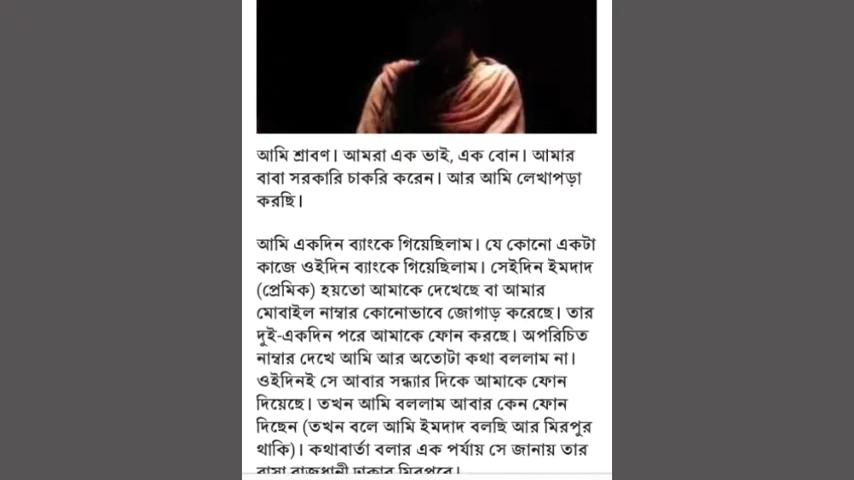 আমি শ্রাবণ। আমরা এক ভাই, এক বোন। আমার
বাবা সরকারি চাকরি করেন। আর আমি লেখাপড়া
করছি।
আমি একদিন ব্যাংকে গিয়েছিলাম। যে কোনো একটা
কাজে ওইদিন ব্যাংকে গিয়েছিলাম। সেইদিন ইমদাদ
(প্রেমিক) হয়তো আমাকে দেখেছে বা আমার
মোবাইল নাম্বার কোনোভাবে জোগাড় করেছে। তার
দুই-একদিন পরে আমাকে ফোন করছে। অপরিচিত
নাম্বার দেখে আমি আর অতোটা কথা বললাম না।
ওইদিনই সে আবার সন্ধ্যার দিকে আমাকে ফোন
দিয়েছে। তখন আমি বললাম আবার কেন ফোন
দিছেন (তখন বলে আমি ইমদাদ বলছি আর মিরপুর
থাকি)। কথাবার্তা বলার এক পর্যায় সে জানায় তার
বাসা রাজধানী ঢাকার মিরপুরে।